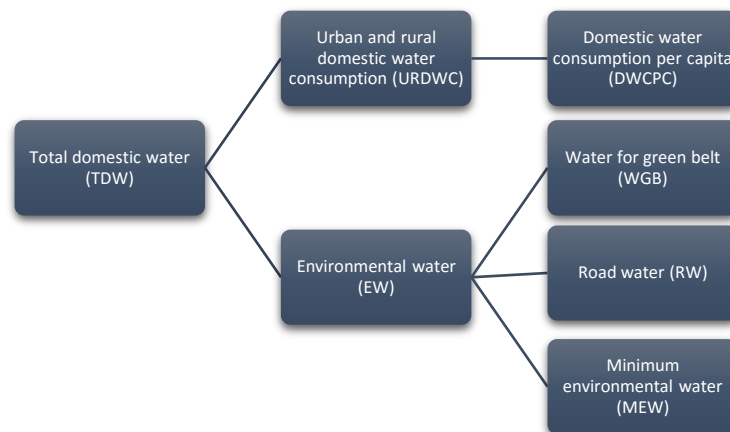 Urban and rural
domestic water
consumption (URDWC)
Domestic water
consumption per capita
(DWCPC)
Total domestic water
(TDW)
Water for green belt
(WGB)
Environmental water
(EW)
Road water (RW)
Minimum
environmental water
(MEW)